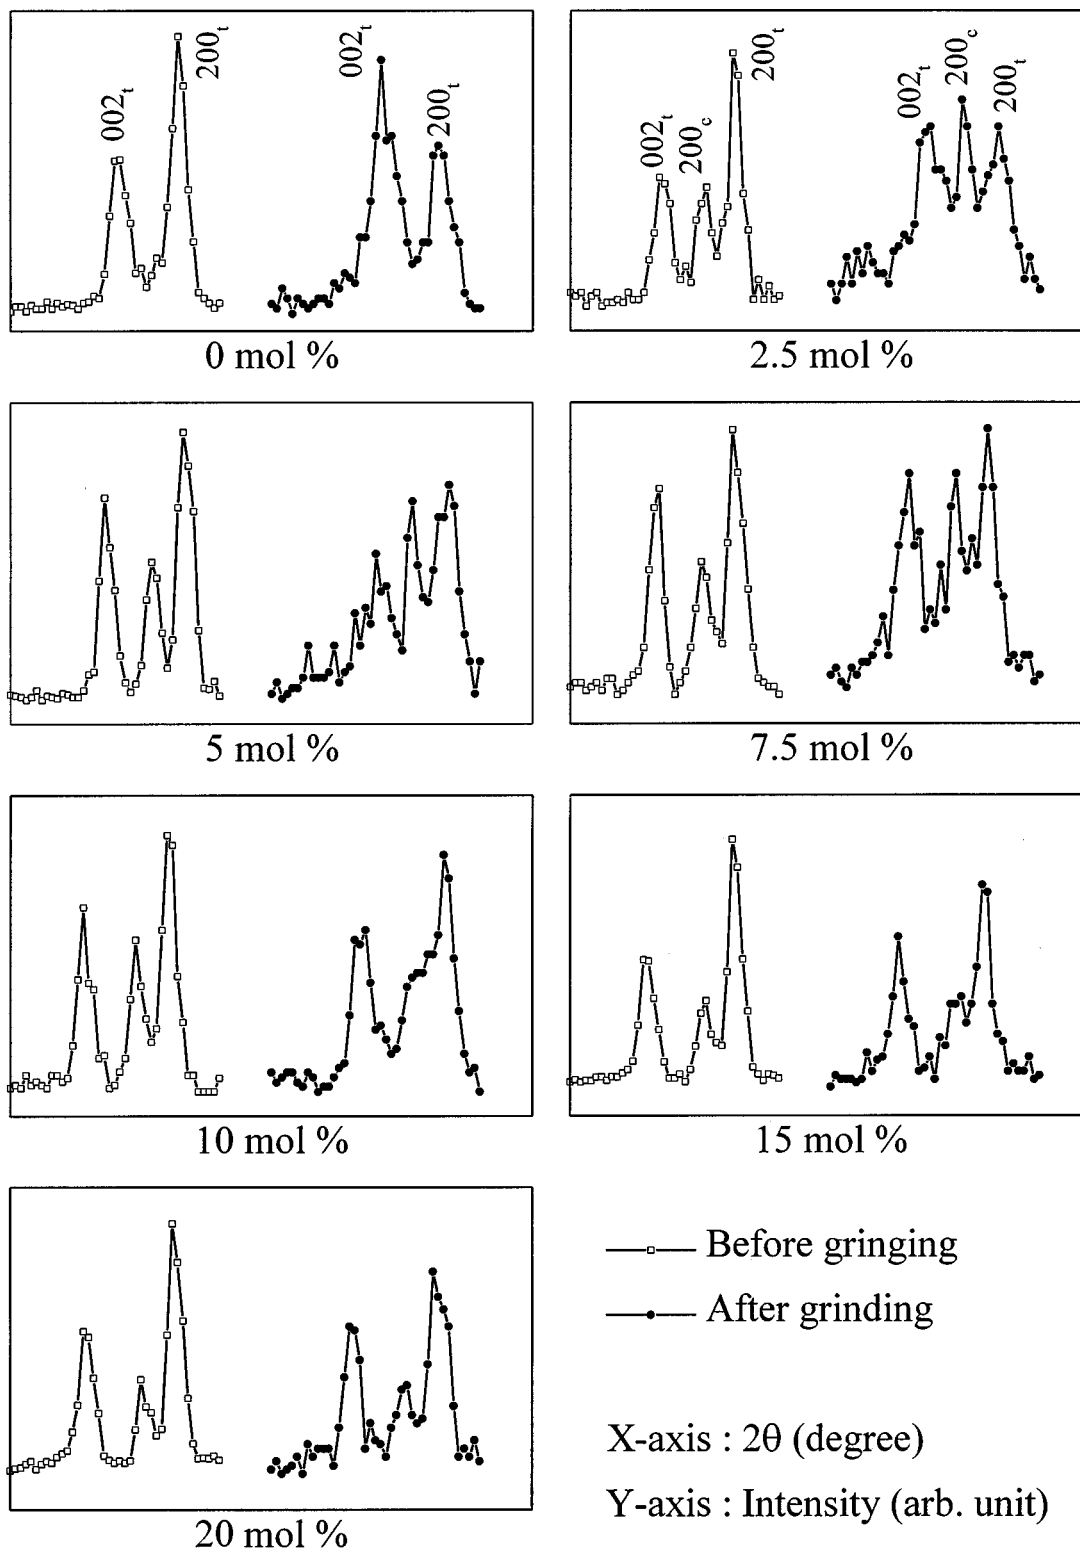 002ₜ
200ₜ
002ₜ
200ₜ
0 mol %
002ₜ
200c
200ₜ
002ₜ
200c
200ₜ
2.5 mol %
5 mol %
7.5 mol %
10 mol %
15 mol %
20 mol %
Before gringing
After grinding
X-axis : 2θ (degree)
Y-axis : Intensity (arb. unit)